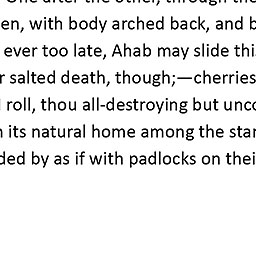 One after the other, through the
en, with body arched back, and b
ever too late, Ahab may slide thi
r salted death, though;—cherries
roll, thou all-destroying but unco
its natural home among the star
ded by as if with padlocks on thei